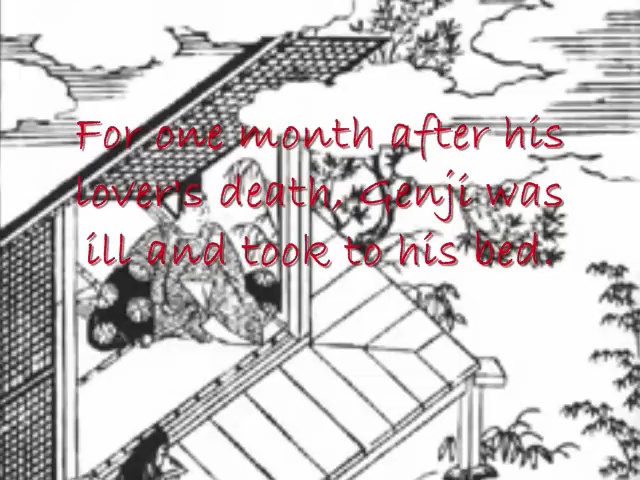 For one month after his
lover's death, Genji was
ill and took to his bed.